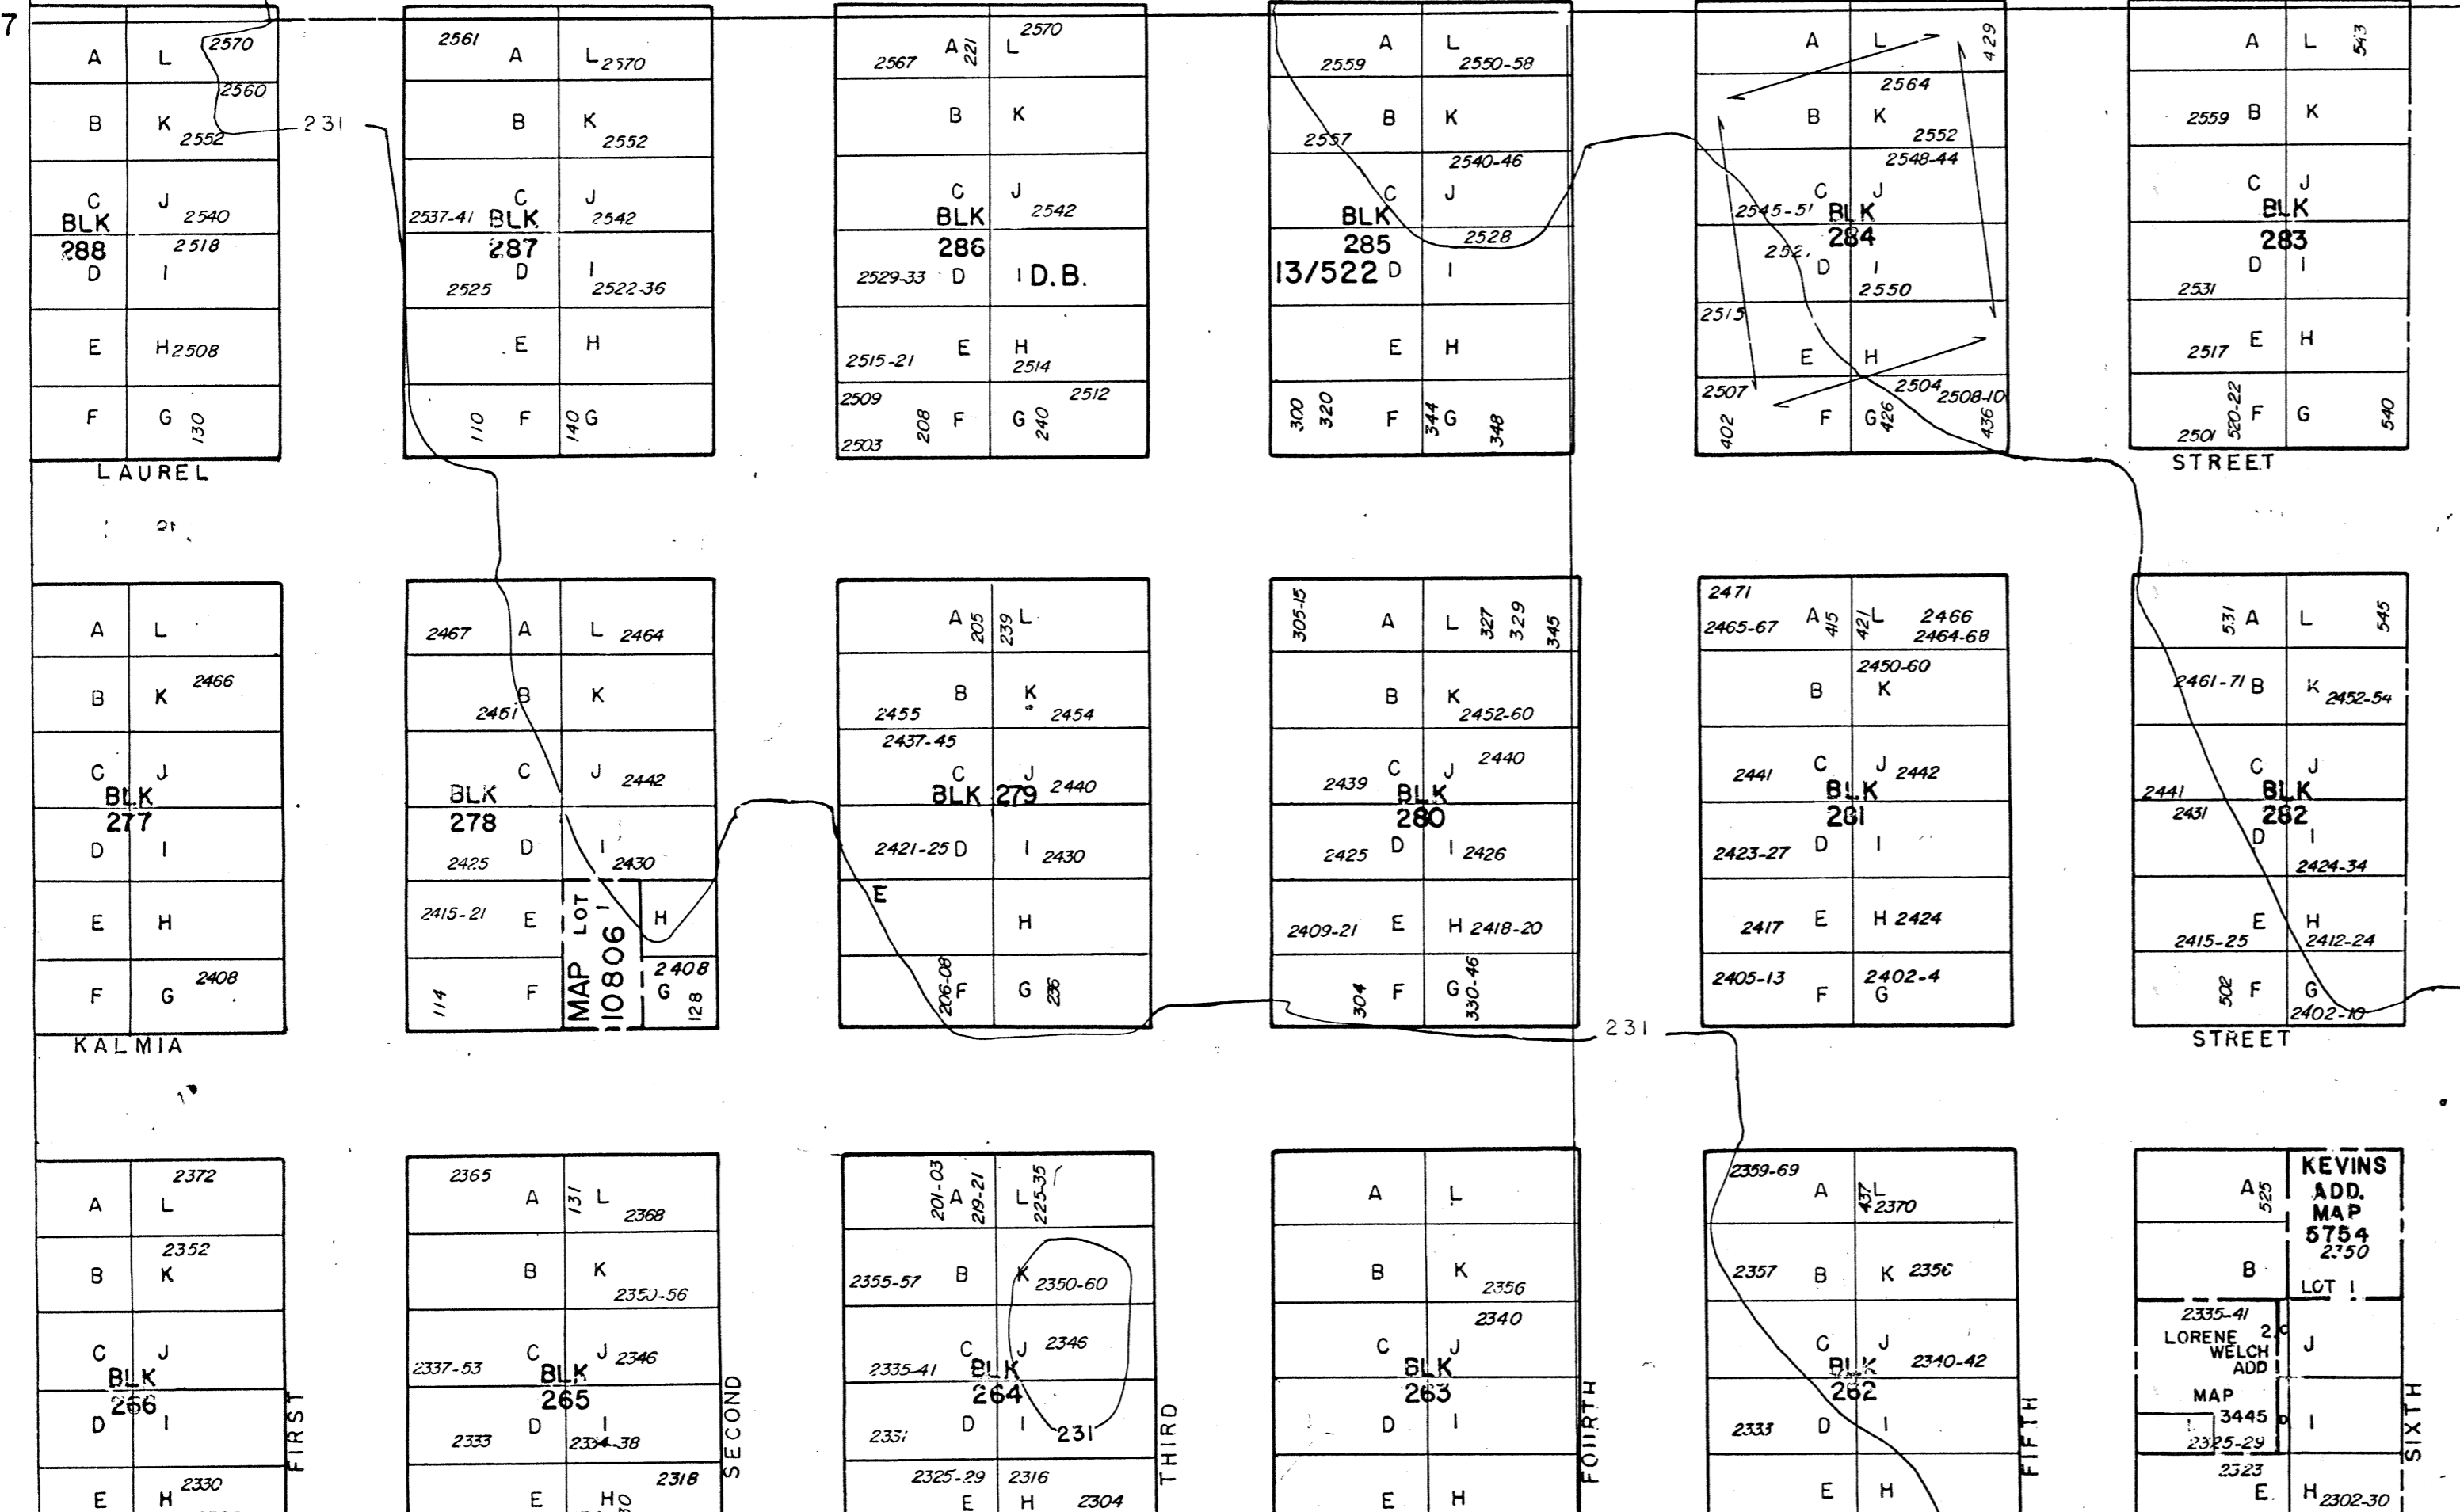 7
A L 2570
2560
B K 2552
C J 2540
BLK
288
2518
D I
E H 2508
F G 130
231
2561 A L 2570
B K 2552
C J
2537-41 BLK 2542
287
D I
2525 2522-36
E H
110 F 140 G
2567 A 221 L 2570
B K
C J 2542
BLK
286
2529-33 D I D.B.
2515-21 E H 2514
2509 2512
208 F G 240
2503
A L
2559 2550-58
B K
2557 2540-46
C J
BLK
285 2528
13/522 D I
E H
300 320 F 344 G 348
A L 429
2564
B K 2552
2548-44
C J
2545-51 BLK
284
D I
2550
2515
E H
2507 2504 2508-10
402 F G 426 436
A L 543
2559 B K
C J
BLK
283
D I
2531
2517 E H
2501 520-22 F G 540
LAUREL STREET
A L
B K 2466
C J
BLK
277
D I
E H
F G 2408
2467 A L 2464
B K
2451
C J 2442
BLK
278
D I
2425 2430
2415-21 E MAP 10806 LOT 1 H
2408
114 F G 128
A 205 239 L
B K
2455 2454
2437-45
C J
BLK 279 2440
2421-25 D I 2430
E H
206-08 F G 236
305-15 A L 327 329 345
B K
2452-60
2439 C J 2440
BLK
280
2425 D I 2426
2409-21 E H 2418-20
304 F G 330-46
2471
2465-67 A 415 421 L 2466
2464-68
2450-60
B K
2441 C J 2442
BLK
281
2423-27 D I
2417 E H 2424
2405-13 2402-4
F G
531 A L 545
2461-71 B K 2452-54
C J
2441 BLK
2431 282
D I
2424-34
E H
2415-25 2412-24
502 F G
2402-10
231
KALMIA STREET
2372
A L
2352
B K
C J
BLK
266
D I
2330
E H
FIRST
2365
A 131 L 2368
B K
2350-56
C J
2337-53 BLK 2346
265
D I
2333 2334-38
2318
E H
SECOND
201-03 A 219-21 L 225-35
2355-57 B K 2350-60
C J 2346
2335-41 BLK
264
D I
231
2325-29 2316
E H 2304
THIRD
A L
B K
2356
2340
C J
BLK
263
D I
E H
FOURTH
2359-69
A 437 L 2370
2357 B K 2356
C J
BLK 2340-42
262
2333 D I
E H
FIFTH
A 525 KEVINS
ADD.
MAP
5754
2350
B LOT 1
2335-41
LORENE 2 C J
WELCH
ADD
MAP
3445 D I
2325-29
2323
E H 2302-30
SIXTH